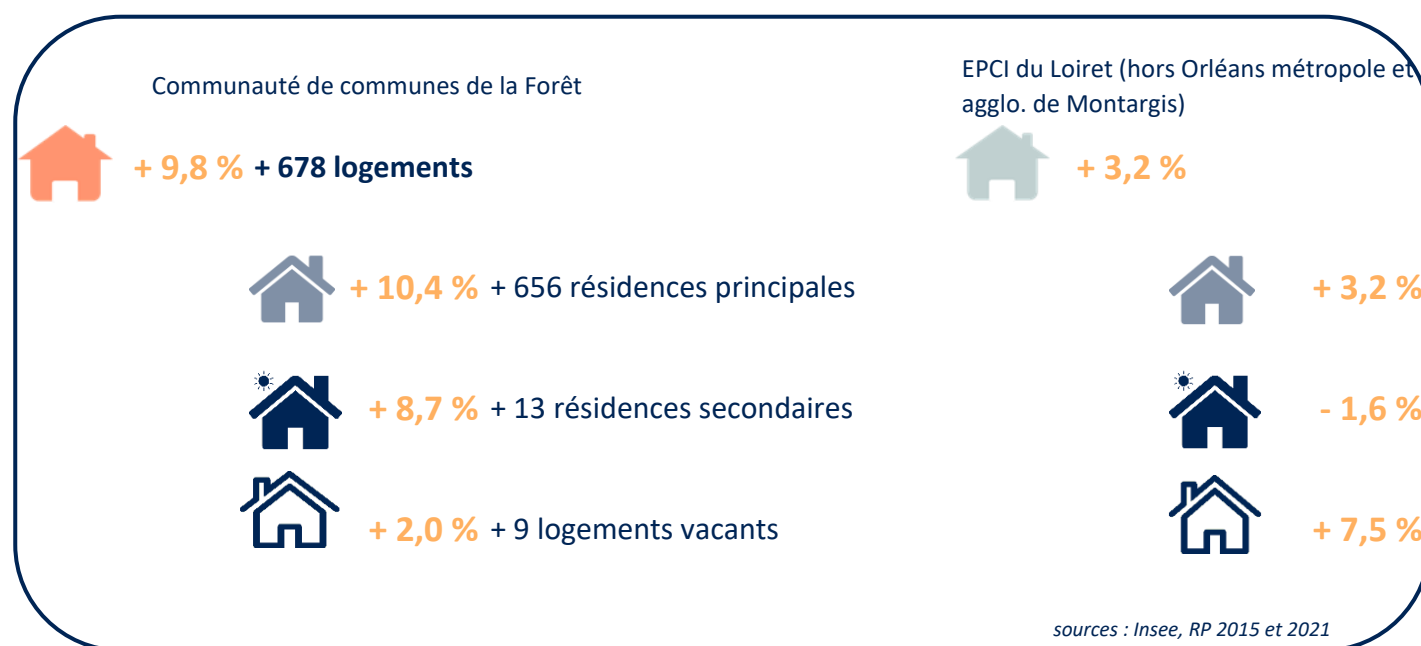 Communauté de communes de la Forêt
EPCI du Loiret (hors Orléans métropole et
agglo. de Montargis)
+ 9,8 % + 678 logements
+ 3,2 %
+ 10,4 % + 656 résidences principales
+ 3,2 %
+ 8,7 % + 13 résidences secondaires
- 1,6 %
+ 2,0 % + 9 logements vacants
+ 7,5 %
sources : Insee, RP 2015 et 2021